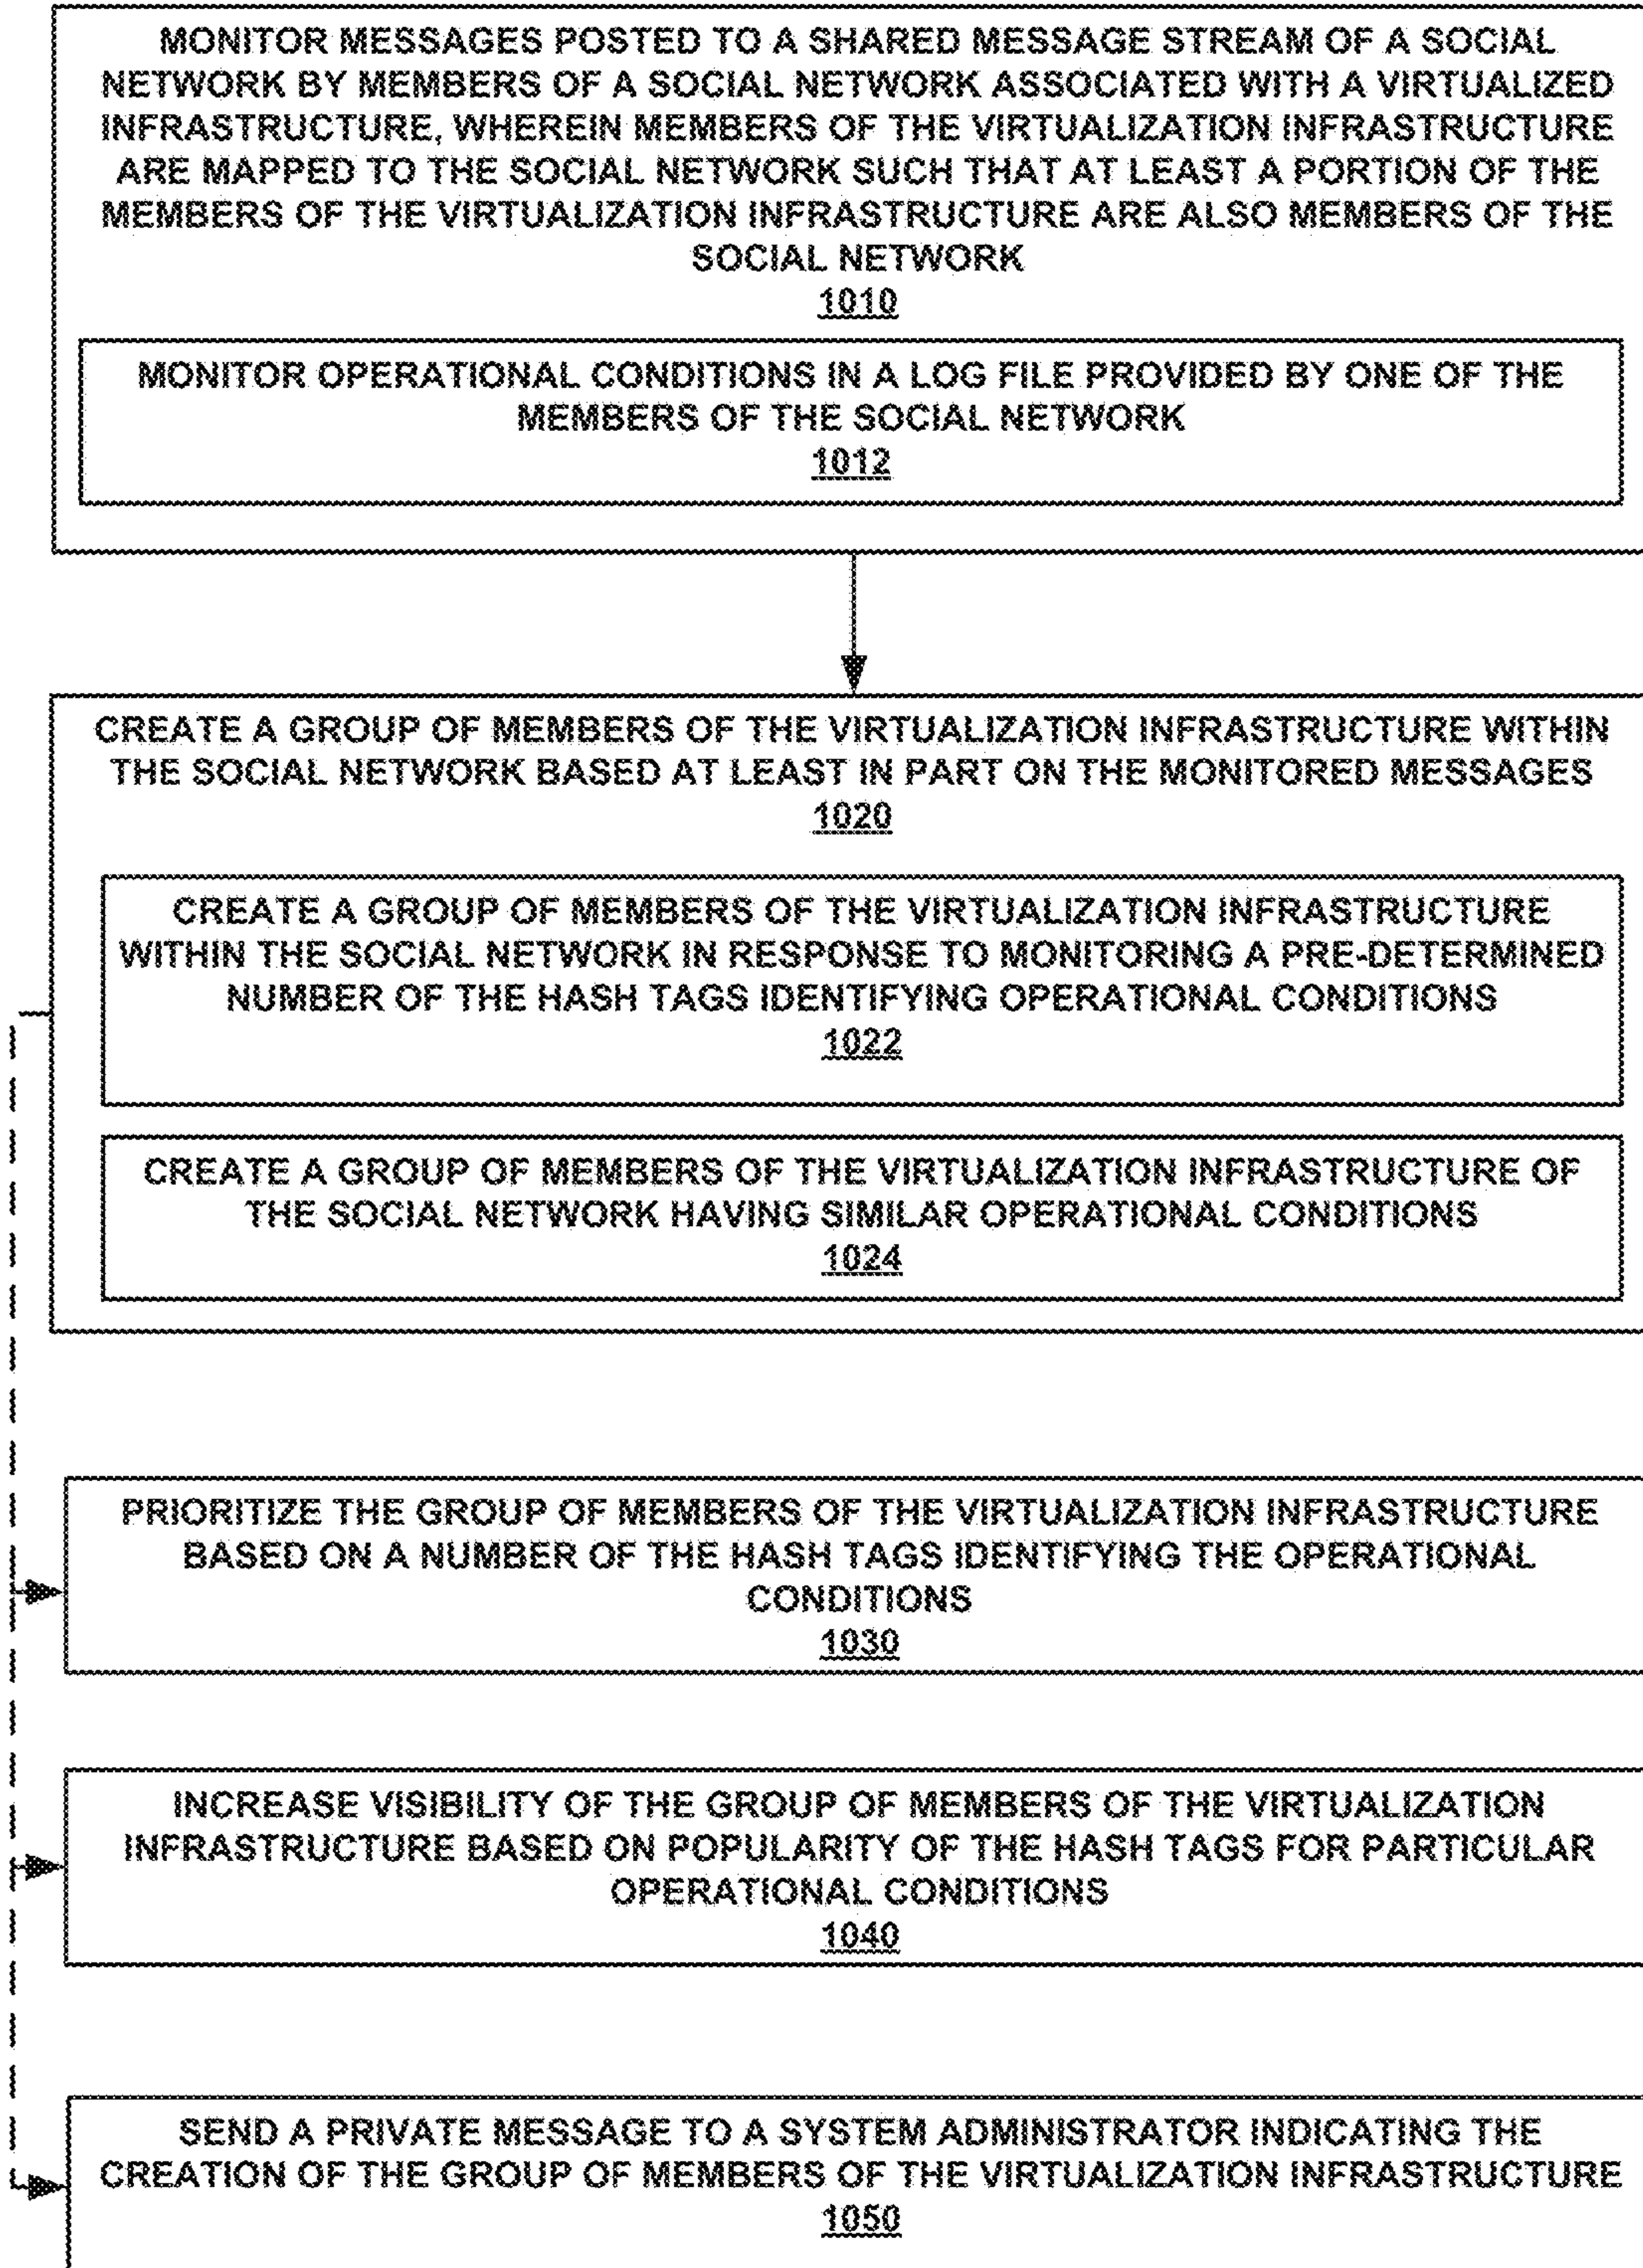 MONITOR MESSAGES POSTED TO A SHARED MESSAGE STREAM OF A SOCIAL
NETWORK BY MEMBERS OF A SOCIAL NETWORK ASSOCIATED WITH A VIRTUALIZED
INFRASTRUCTURE, WHEREIN MEMBERS OF THE VIRTUALIZATION INFRASTRUCTURE
ARE MAPPED TO THE SOCIAL NETWORK SUCH THAT AT LEAST A PORTION OF THE
MEMBERS OF THE VIRTUALIZATION INFRASTRUCTURE ARE ALSO MEMBERS OF THE
SOCIAL NETWORK
1010
MONITOR OPERATIONAL CONDITIONS IN A LOG FILE PROVIDED BY ONE OF THE
MEMBERS OF THE SOCIAL NETWORK
1012
CREATE A GROUP OF MEMBERS OF THE VIRTUALIZATION INFRASTRUCTURE WITHIN
THE SOCIAL NETWORK BASED AT LEAST IN PART ON THE MONITORED MESSAGES
1020
CREATE A GROUP OF MEMBERS OF THE VIRTUALIZATION INFRASTRUCTURE
WITHIN THE SOCIAL NETWORK IN RESPONSE TO MONITORING A PRE-DETERMINED
NUMBER OF THE HASH TAGS IDENTIFYING OPERATIONAL CONDITIONS
1022
CREATE A GROUP OF MEMBERS OF THE VIRTUALIZATION INFRASTRUCTURE OF
THE SOCIAL NETWORK HAVING SIMILAR OPERATIONAL CONDITIONS
1024
PRIORITIZE THE GROUP OF MEMBERS OF THE VIRTUALIZATION INFRASTRUCTURE
BASED ON A NUMBER OF THE HASH TAGS IDENTIFYING THE OPERATIONAL
CONDITIONS
1030
INCREASE VISIBILITY OF THE GROUP OF MEMBERS OF THE VIRTUALIZATION
INFRASTRUCTURE BASED ON POPULARITY OF THE HASH TAGS FOR PARTICULAR
OPERATIONAL CONDITIONS
1040
SEND A PRIVATE MESSAGE TO A SYSTEM ADMINISTRATOR INDICATING THE
CREATION OF THE GROUP OF MEMBERS OF THE VIRTUALIZATION INFRASTRUCTURE
1050